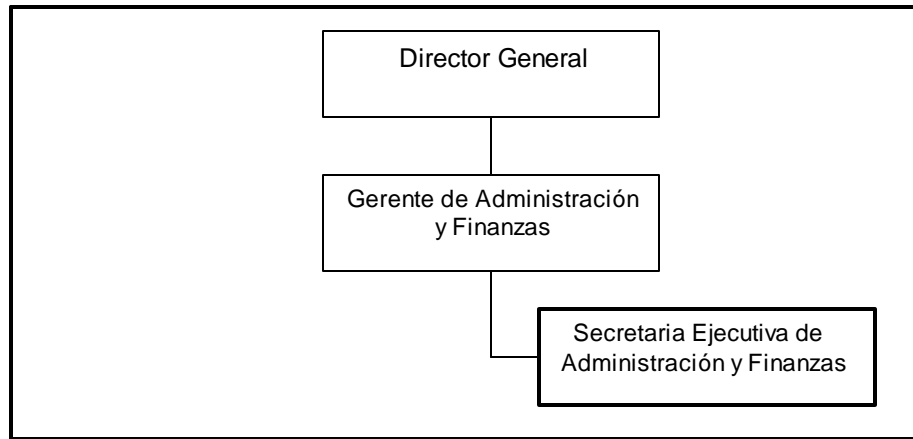 Director General
Gerente de Administración
y Finanzas
Secretaria Ejecutiva de
Administración y Finanzas